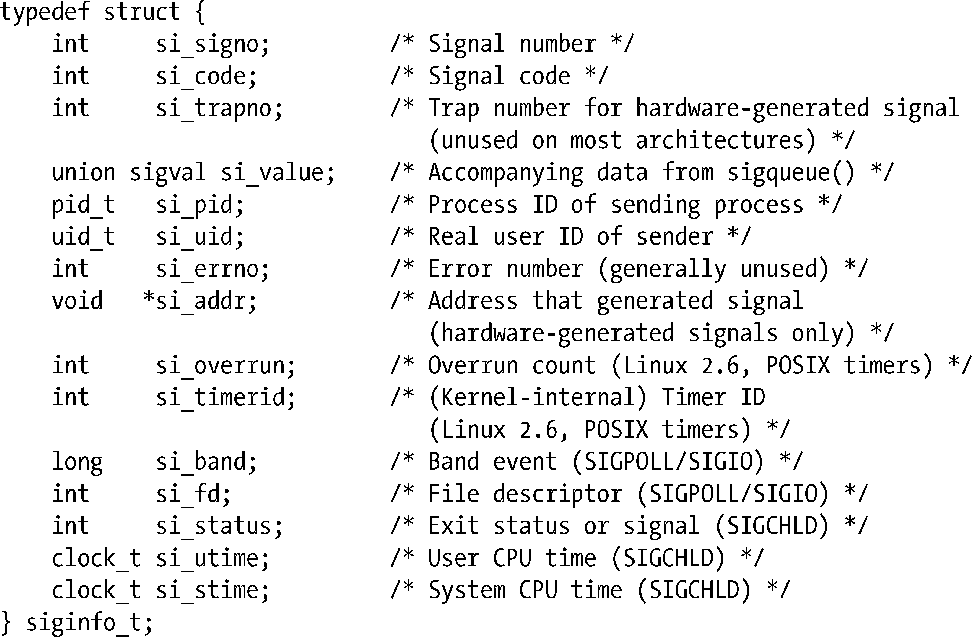 typedef struct {
    int     si_signo;         /* Signal number */
    int     si_code;          /* Signal code */
    int     si_trapno;        /* Trap number for hardware-generated signal
                                 (unused on most architectures) */
    union sigval si_value;    /* Accompanying data from sigqueue() */
    pid_t   si_pid;           /* Process ID of sending process */
    uid_t   si_uid;           /* Real user ID of sender */
    int     si_errno;         /* Error number (generally unused) */
    void   *si_addr;          /* Address that generated signal
                                 (hardware-generated signals only) */
    int     si_overrun;       /* Overrun count (Linux 2.6, POSIX timers) */
    int     si_timerid;       /* (Kernel-internal) Timer ID
                                 (Linux 2.6, POSIX timers) */
    long    si_band;          /* Band event (SIGPOLL/SIGIO) */
    int     si_fd;            /* File descriptor (SIGPOLL/SIGIO) */
    int     si_status;        /* Exit status or signal (SIGCHLD) */
    clock_t si_utime;         /* User CPU time (SIGCHLD) */
    clock_t si_stime;         /* System CPU time (SIGCHLD) */
} siginfo_t;